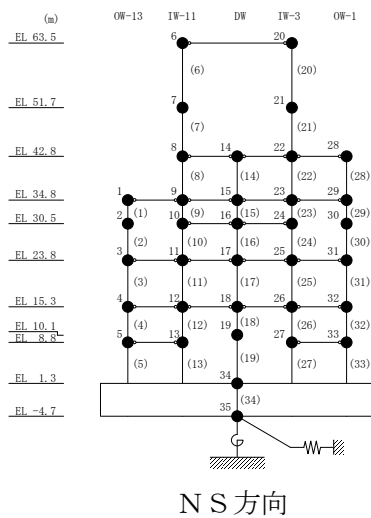 (m) OW-13 IW-11 DW IW-3 OW-1
EL 63.5 6 20
(6) (20)
EL 51.7 7 21
(7) (21)
EL 42.8 8 14 22 28
(8) (14) (22) (28)
EL 34.8 1 9 15 23 29
(1) (9) (15) (23) (29)
EL 30.5 2 10 16 24 30
(2) (10) (16) (24) (30)
EL 23.8 3 11 17 25 31
(3) (11) (17) (25) (31)
EL 15.3 4 12 18 26 32
(4) (12) (18) (26) (32)
EL 10.1 19
EL 8.8 5 13 27 33
(5) (13) (19) (27) (33)
EL 1.3 34
(34)
EL -4.7 35
NS方向